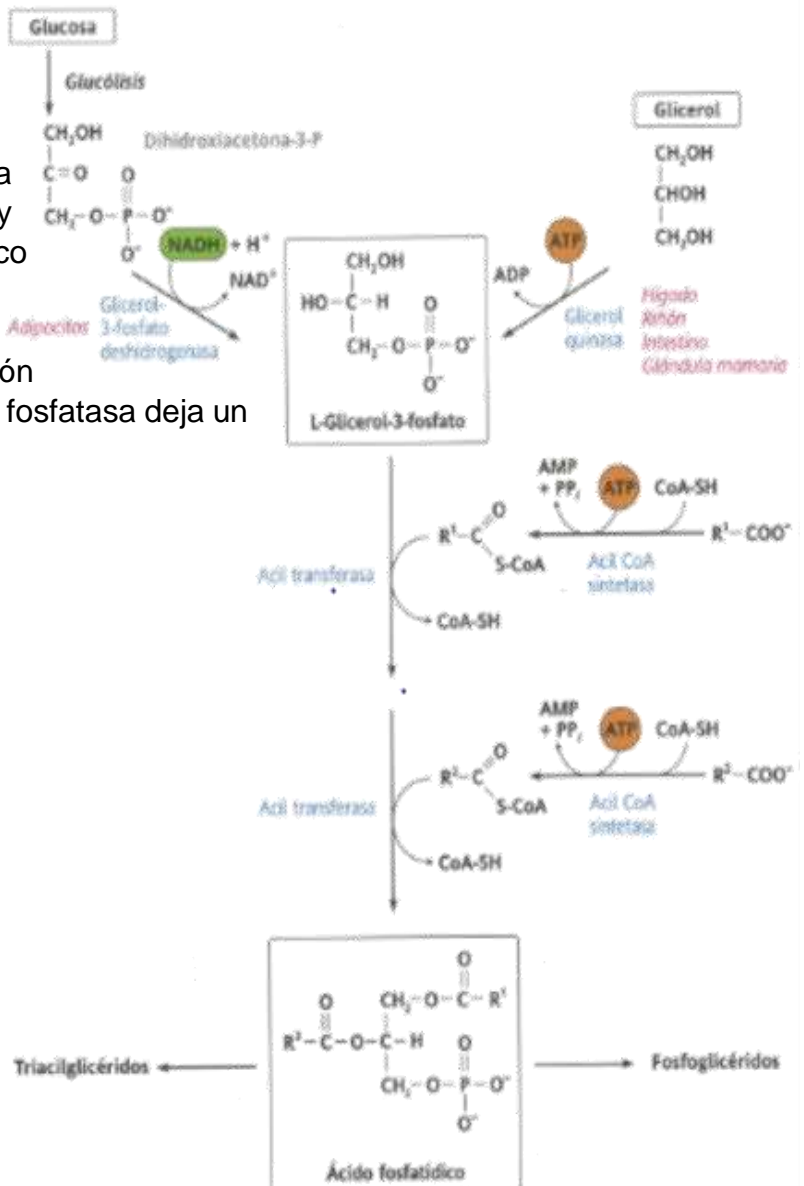 Glucosa
Glucólisis
CH₂OH
C=O O
CH₂-O-P-O⁻
O⁻
Dihidroxiacetona-3-P
a
y
co
ón
fosfatasa deja un
NADH + H⁺
NAD⁺
Adipocitos
Glicerol-
3-fosfato
deshidrogenasa
Glicerol
CH₂OH
CHOH
CH₂OH
ATP
ADP
Glicerol
quinasa
Hígado
Riñón
Intestino
Glándula mamaria
CH₂OH
HO-C-H O
CH₂-O-P-O⁻
O⁻
L-Glicerol-3-fosfato
AMP
+ PPᵢ ATP CoA-SH
R¹-COO⁻
Acil CoA
sintetasa
O
R¹-C
S-CoA
Acil transferasa
CoA-SH
AMP
+ PPᵢ ATP CoA-SH
R²-COO⁻
Acil CoA
sintetasa
O
R²-C
S-CoA
Acil transferasa
CoA-SH
O
O CH₂-O-C-R¹
R²-C-O-C-H O
CH₂-O-P-O⁻
O⁻
Ácido fosfatídico
Triacilglicéridos
Fosfoglicéridos